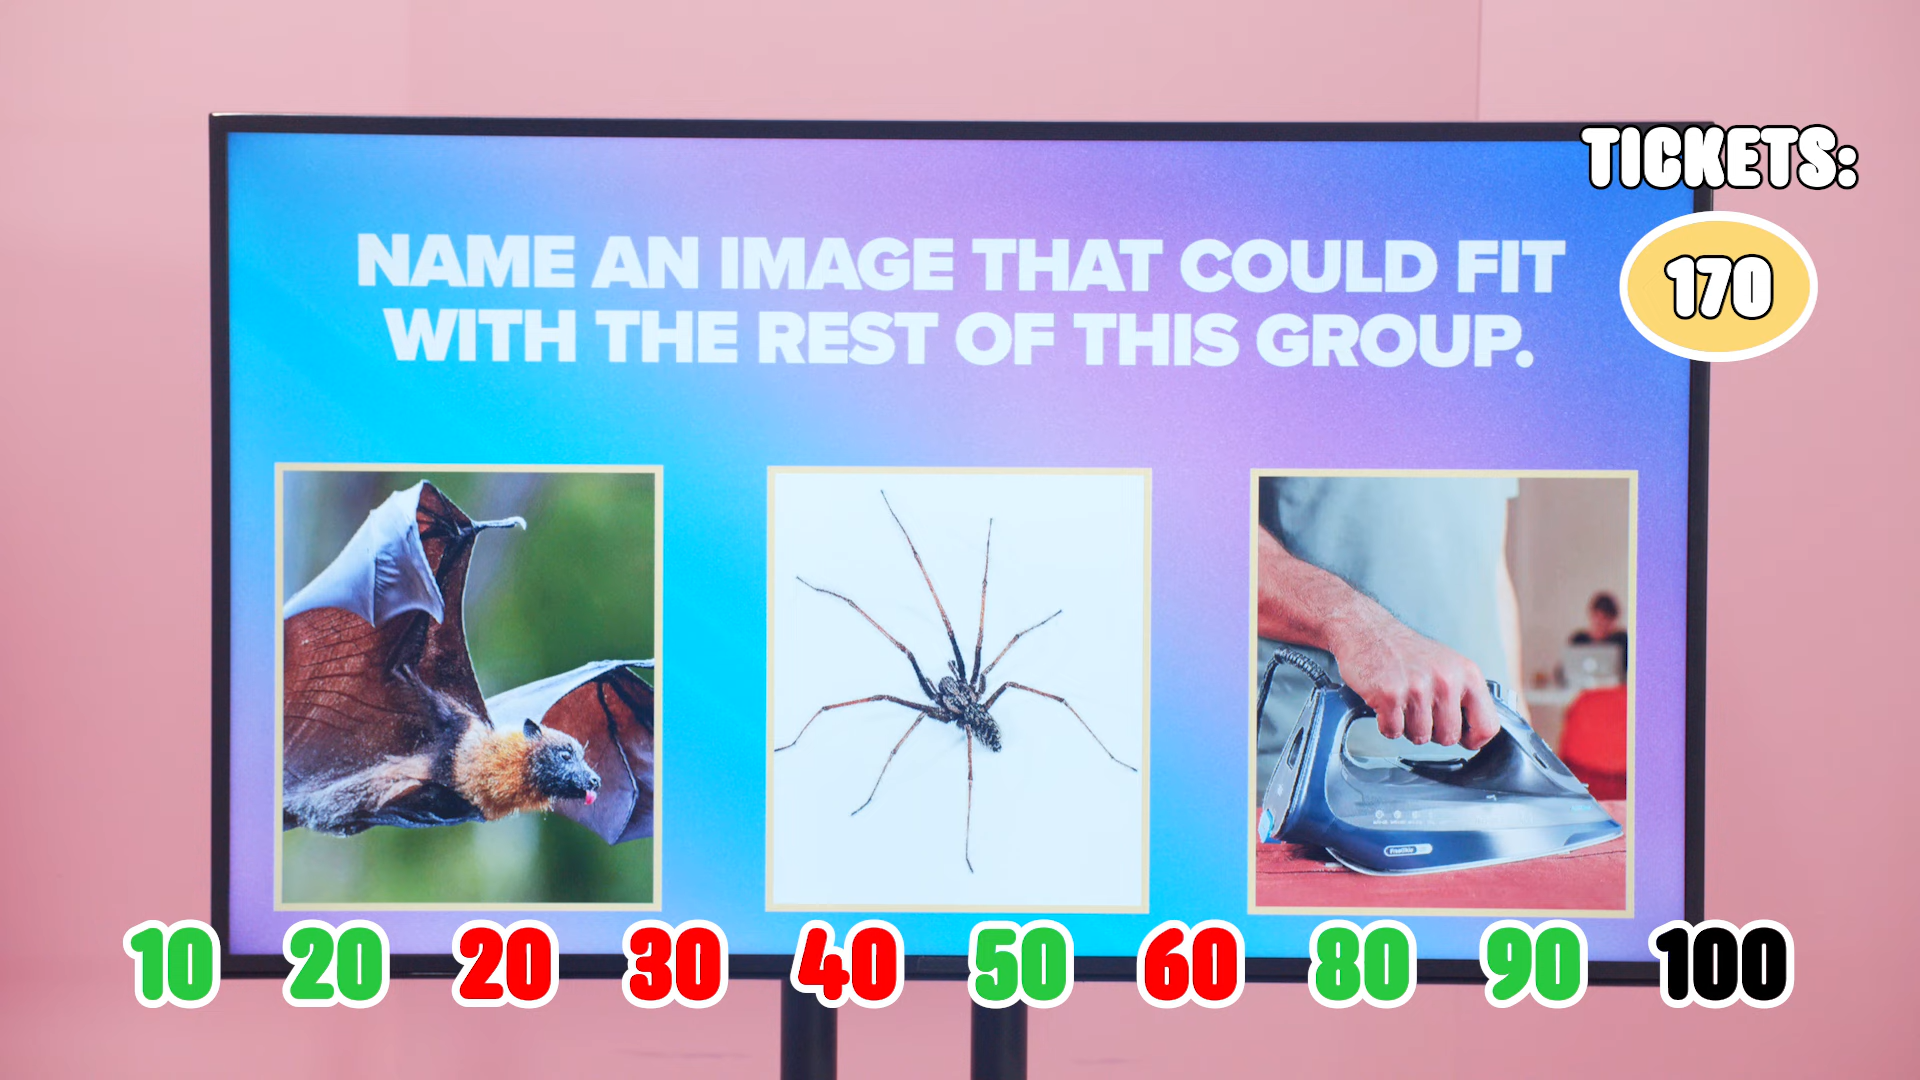 TICKETS:
170
NAME AN IMAGE THAT COULD FIT
WITH THE REST OF THIS GROUP.
10 20 20 30 40 50 60 80 90 100